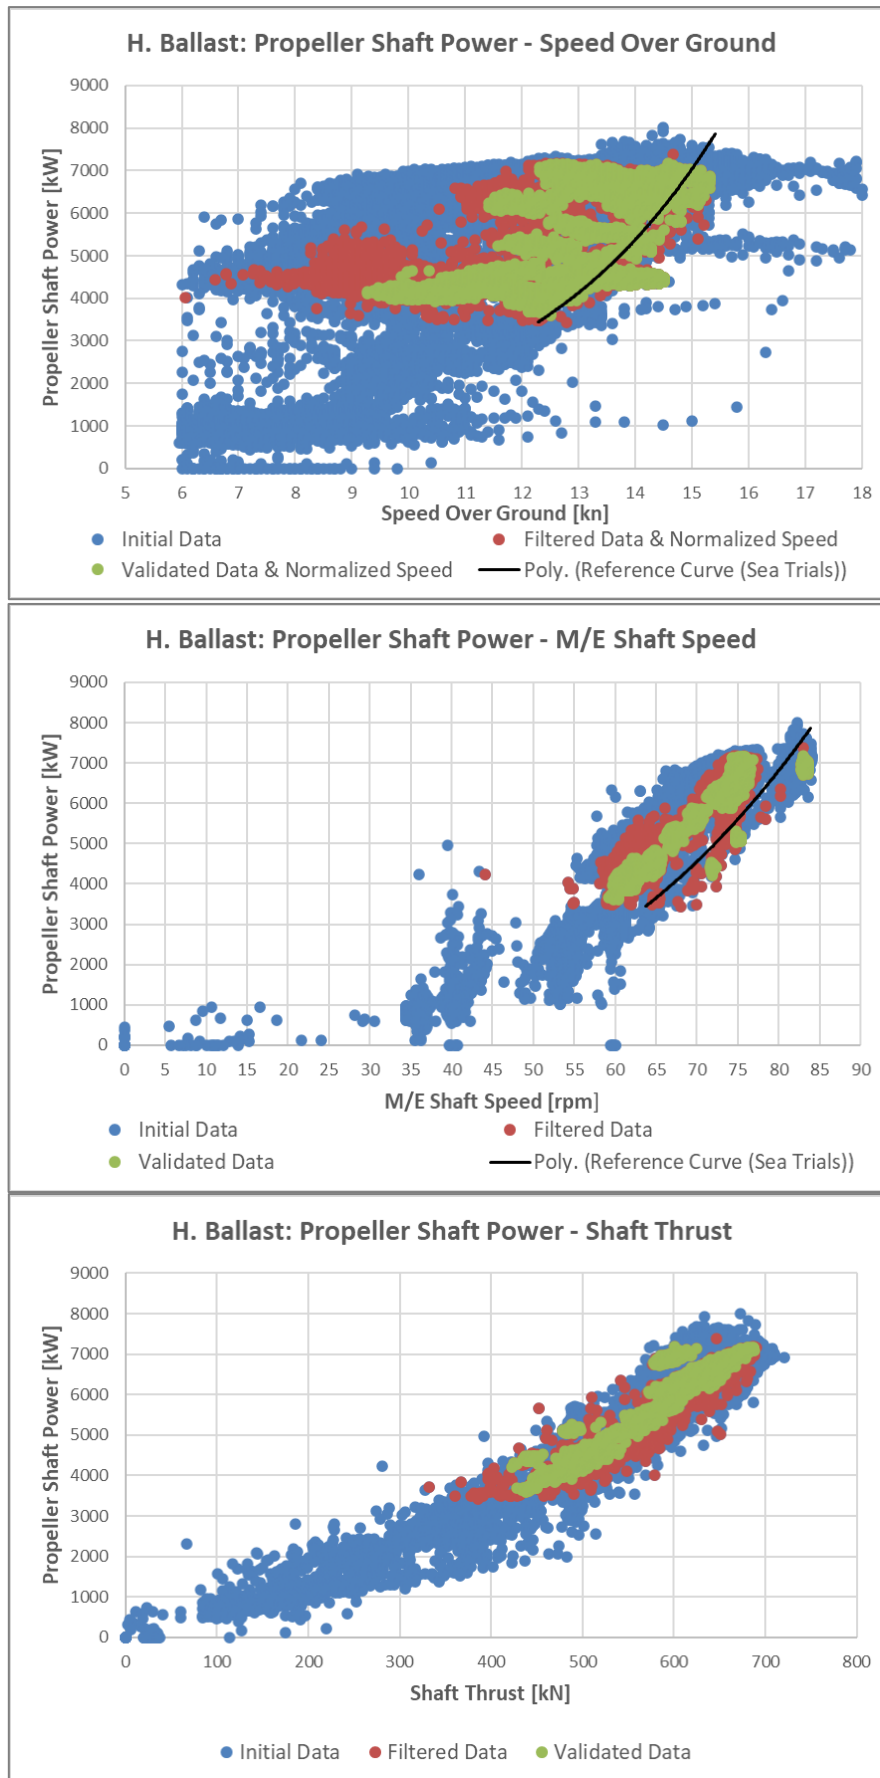 H. Ballast: Propeller Shaft Power - Speed Over Ground
Propeller Shaft Power [kW]
9000
8000
7000
6000
5000
4000
3000
2000
1000
0
5 6 7 8 9 10 11 12 13 14 15 16 17 18
Speed Over Ground [kn]
Initial Data Filtered Data & Normalized Speed
Validated Data & Normalized Speed Poly. (Reference Curve (Sea Trials))
H. Ballast: Propeller Shaft Power - M/E Shaft Speed
Propeller Shaft Power [kW]
9000
8000
7000
6000
5000
4000
3000
2000
1000
0
0 5 10 15 20 25 30 35 40 45 50 55 60 65 70 75 80 85 90
M/E Shaft Speed [rpm]
Initial Data Filtered Data
Validated Data Poly. (Reference Curve (Sea Trials))
H. Ballast: Propeller Shaft Power - Shaft Thrust
Propeller Shaft Power [kW]
9000
8000
7000
6000
5000
4000
3000
2000
1000
0
0 100 200 300 400 500 600 700 800
Shaft Thrust [kN]
Initial Data Filtered Data Validated Data